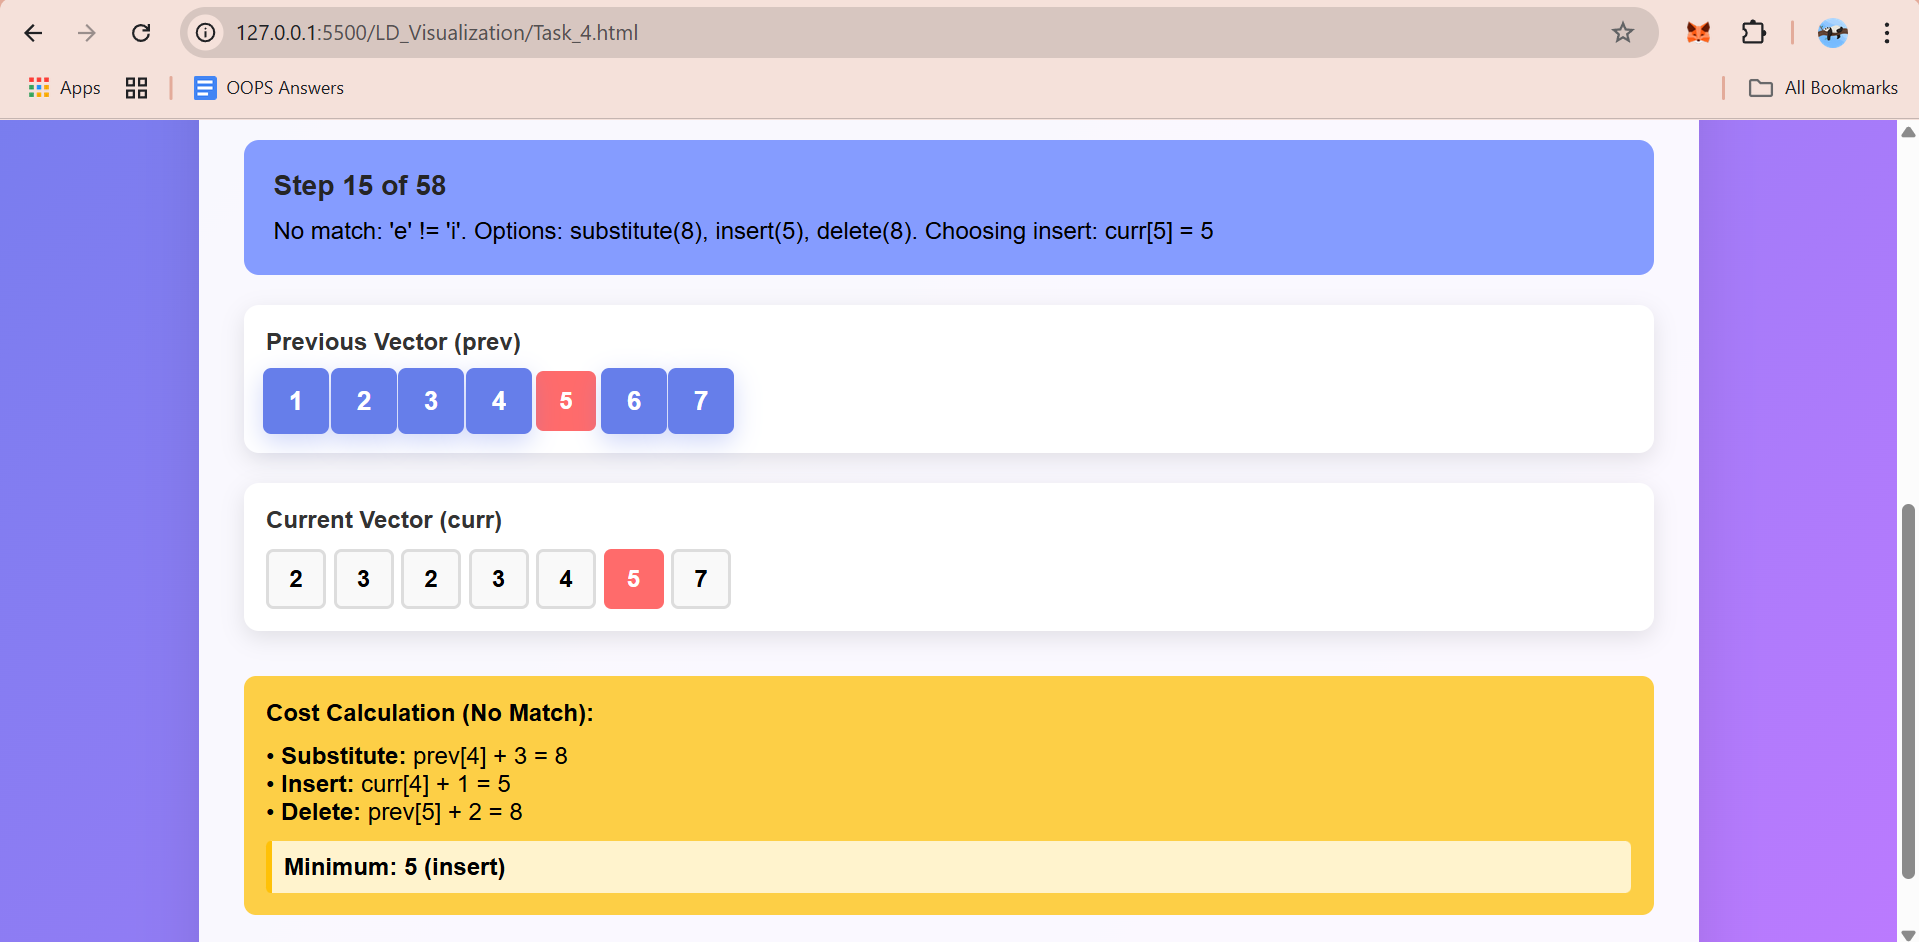 127.0.0.1:5500/LD_Visualization/Task_4.html
Apps
OOPS Answers
All Bookmarks
Step 15 of 58
No match: 'e' != 'i'. Options: substitute(8), insert(5), delete(8). Choosing insert: curr[5] = 5
Previous Vector (prev)
1 2 3 4 5 6 7
Current Vector (curr)
2 3 2 3 4 5 7
Cost Calculation (No Match):
• Substitute: prev[4] + 3 = 8
• Insert: curr[4] + 1 = 5
• Delete: prev[5] + 2 = 8
Minimum: 5 (insert)